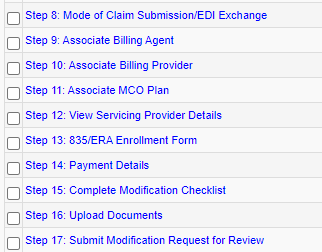 Step 8: Mode of Claim Submission/EDI Exchange
Step 9: Associate Billing Agent
Step 10: Associate Billing Provider
Step 11: Associate MCO Plan
Step 12: View Servicing Provider Details
Step 13: 835/ERA Enrollment Form
Step 14: Payment Details
Step 15: Complete Modification Checklist
Step 16: Upload Documents
Step 17: Submit Modification Request for Review